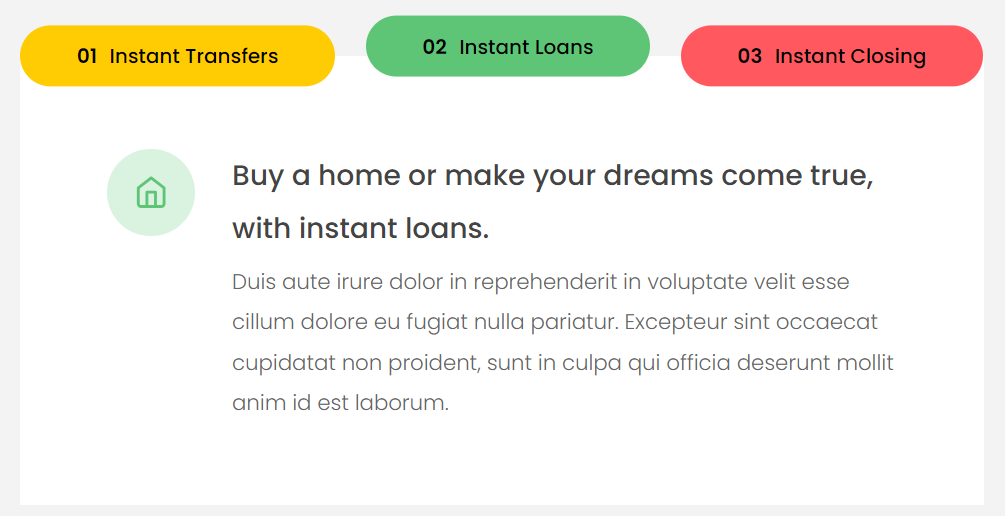 01 Instant Transfers
02 Instant Loans
03 Instant Closing
Buy a home or make your dreams come true,
with instant loans.
Duis aute irure dolor in reprehenderit in voluptate velit esse
cillum dolore eu fugiat nulla pariatur. Excepteur sint occaecat
cupidatat non proident, sunt in culpa qui officia deserunt mollit
anim id est laborum.